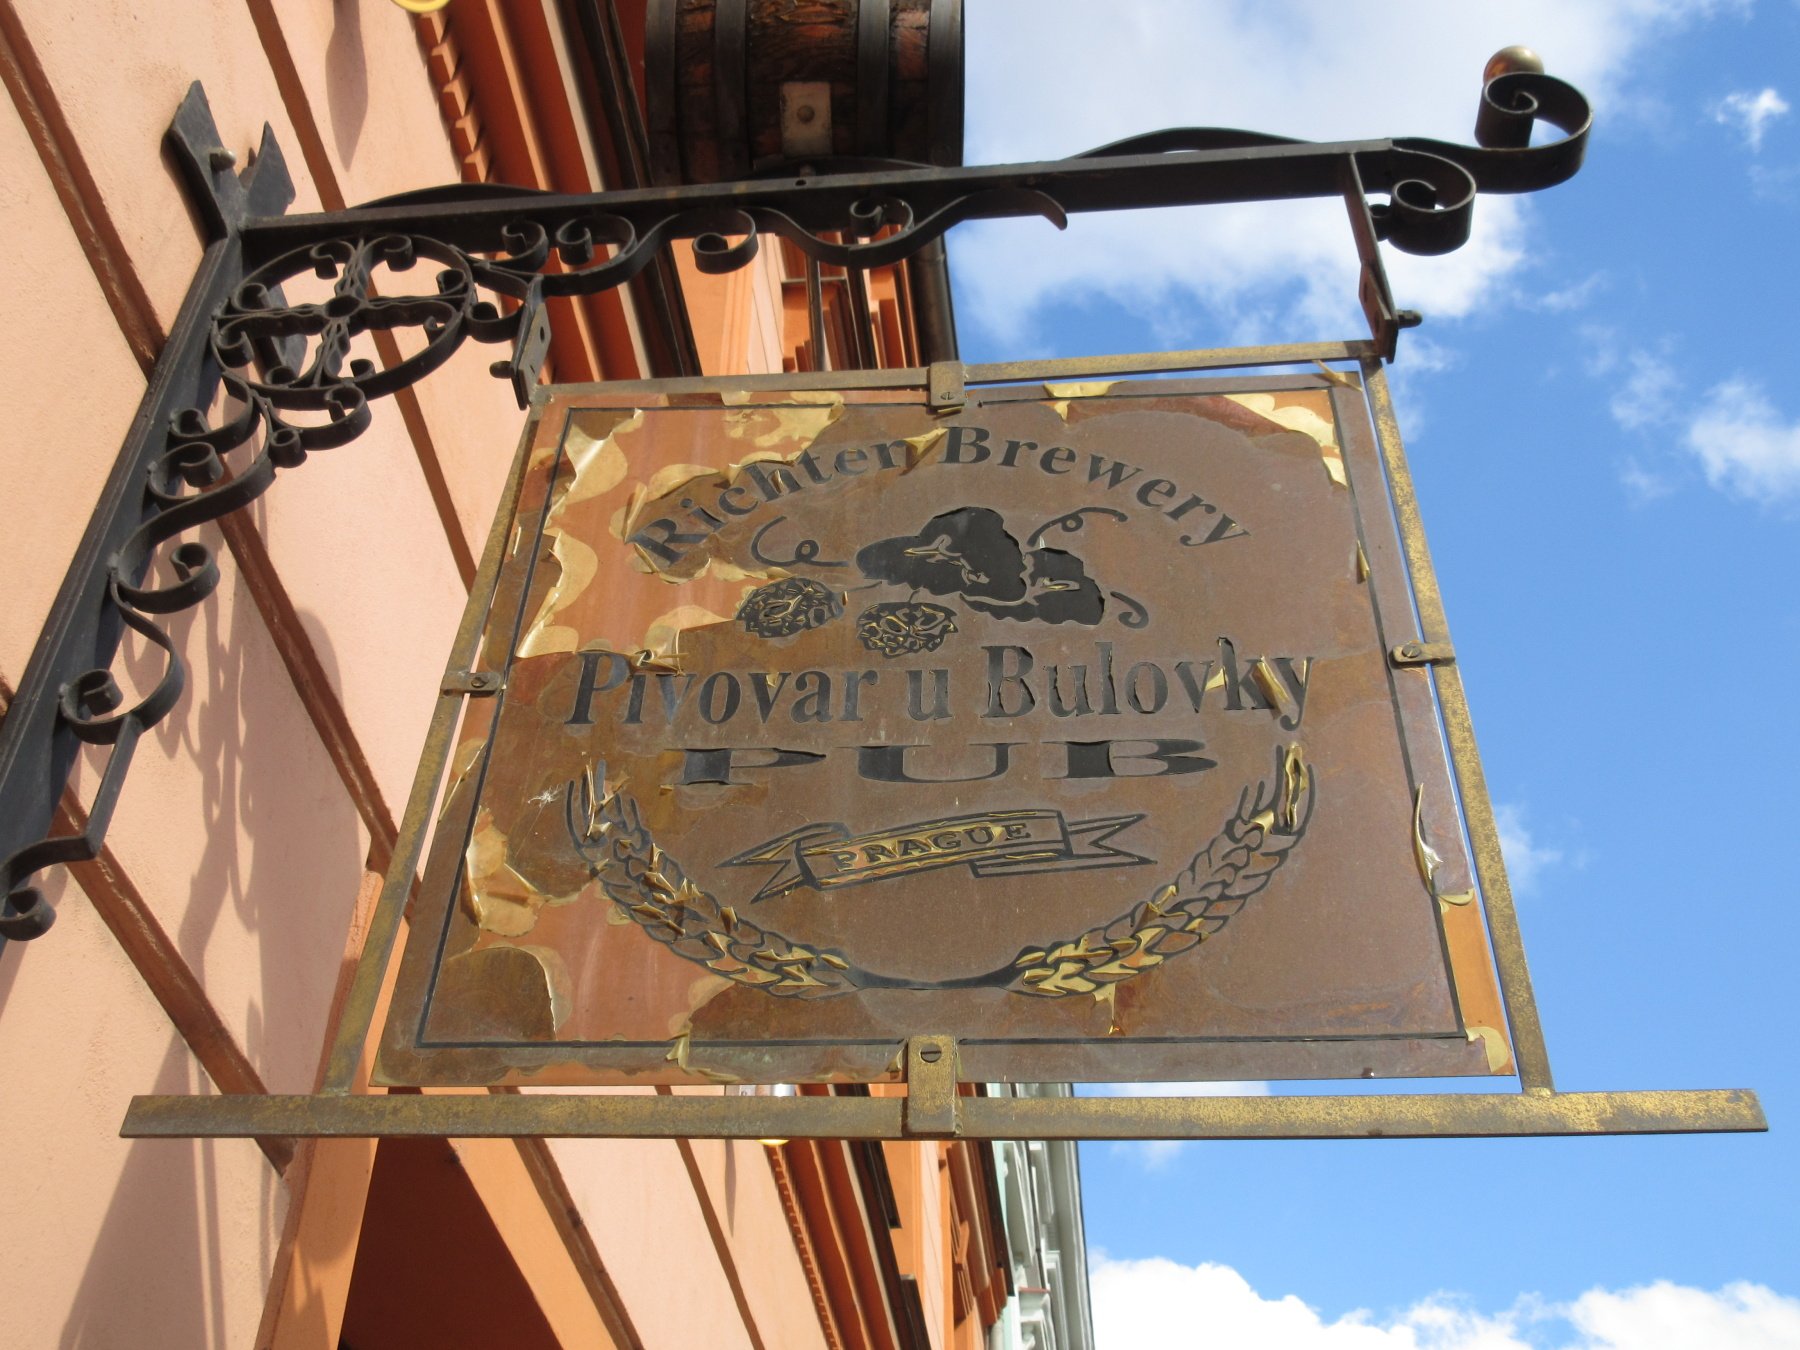 Richter Brewery
Pivovar u Bulovky
PUB
PRAGUE